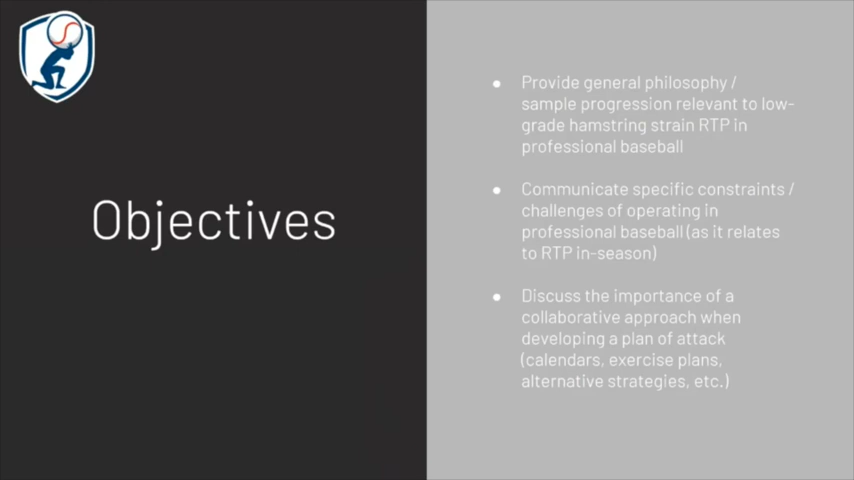 Objectives
● Provide general philosophy /
sample progression relevant to low-
grade hamstring strain RTP in
professional baseball
● Communicate specific constraints /
challenges of operating in
professional baseball (as it relates
to RTP in-season)
● Discuss the importance of a
collaborative approach when
developing a plan of attack
(calendars, exercise plans,
alternative strategies, etc.)